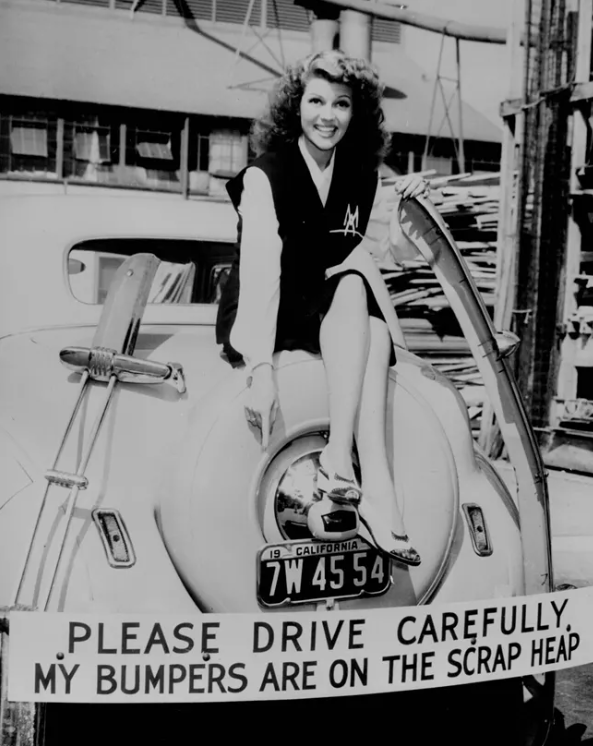 19 CALIFORNIA
7W 45 54
PLEASE DRIVE CAREFULLY,
MY BUMPERS ARE ON THE SCRAP HEAP